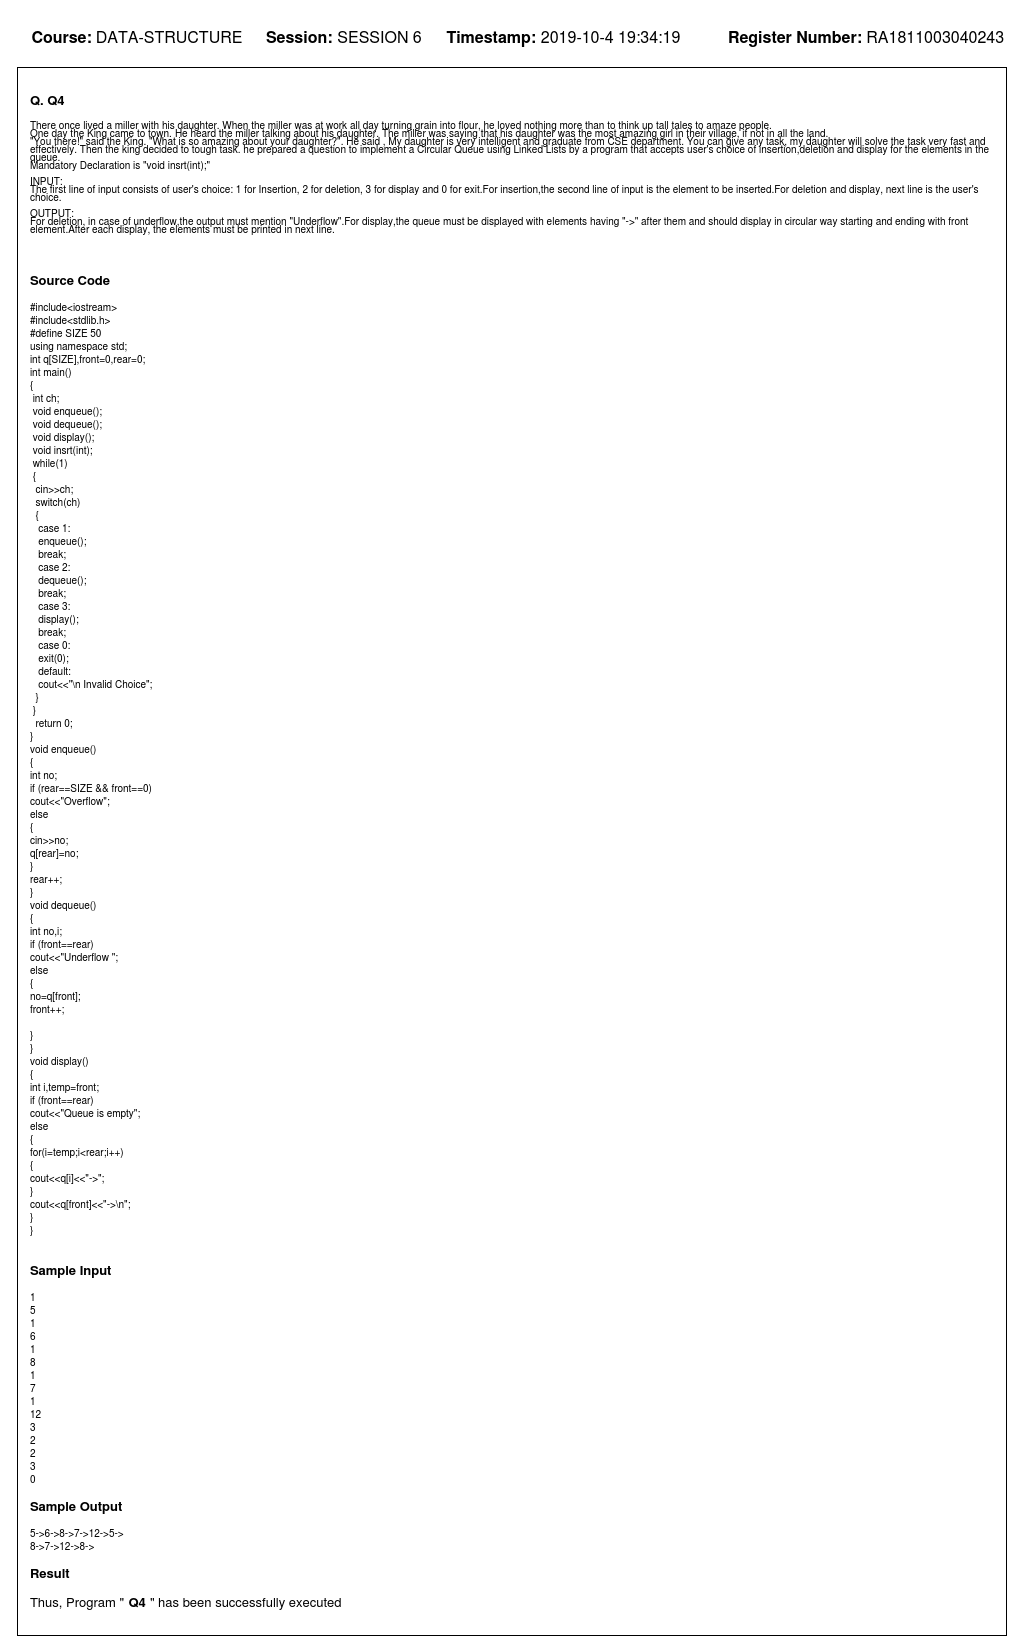 Course: DATA-STRUCTURE Session: SESSION 6 Timestamp: 2019-10-4 19:34:19 Register Number: RA1811003040243
Q. Q4
There once lived a miller with his daughter. When the miller was at work all day turning grain into flour, he loved nothing more than to think up tall tales to amaze people.
One day the King came to town. He heard the miller talking about his daughter. The miller was saying that his daughter was the most amazing girl in their village, if not in all the land.
"You there!" said the King. "What is so amazing about your daughter?". He said . My daughter is very intelligent and graduate from CSE department. You can give any task, my daughter will solve the task very fast and
effectively. Then the king decided to tough task. he prepared a question to implement a Circular Queue using Linked Lists by a program that accepts user's choice of Insertion,deletion and display for the elements in the
queue.
Mandatory Declaration is "void insrt(int);"
INPUT:
The first line of input consists of user's choice: 1 for Insertion, 2 for deletion, 3 for display and 0 for exit.For insertion,the second line of input is the element to be inserted.For deletion and display, next line is the user's
choice.
OUTPUT:
For deletion, in case of underflow,the output must mention "Underflow".For display,the queue must be displayed with elements having "->" after them and should display in circular way starting and ending with front
element.After each display, the elements must be printed in next line.
Source Code
#include<iostream>
#include<stdlib.h>
#define SIZE 50
using namespace std;
int q[SIZE],front=0,rear=0;
int main()
{
int ch;
void enqueue();
void dequeue();
void display();
void insrt(int);
while(1)
{
cin>>ch;
switch(ch)
{
case 1:
enqueue();
break;
case 2:
dequeue();
break;
case 3:
display();
break;
case 0:
exit(0);
default:
cout<<"\n Invalid Choice";
}
}
return 0;
}
void enqueue()
{
int no;
if (rear==SIZE && front==0)
cout<<"Overflow";
else
{
cin>>no;
q[rear]=no;
}
rear++;
}
void dequeue()
{
int no,i;
if (front==rear)
cout<<"Underflow ";
else
{
no=q[front];
front++;
}
}
void display()
{
int i,temp=front;
if (front==rear)
cout<<"Queue is empty";
else
{
for(i=temp;i<rear;i++)
{
cout<<q[i]<<"->";
}
cout<<q[front]<<"->\n";
}
}
Sample Input
1
5
1
6
1
8
1
7
1
12
3
2
2
3
0
Sample Output
5->6->8->7->12->5->
8->7->12->8->
Result
Thus, Program " Q4 " has been successfully executed